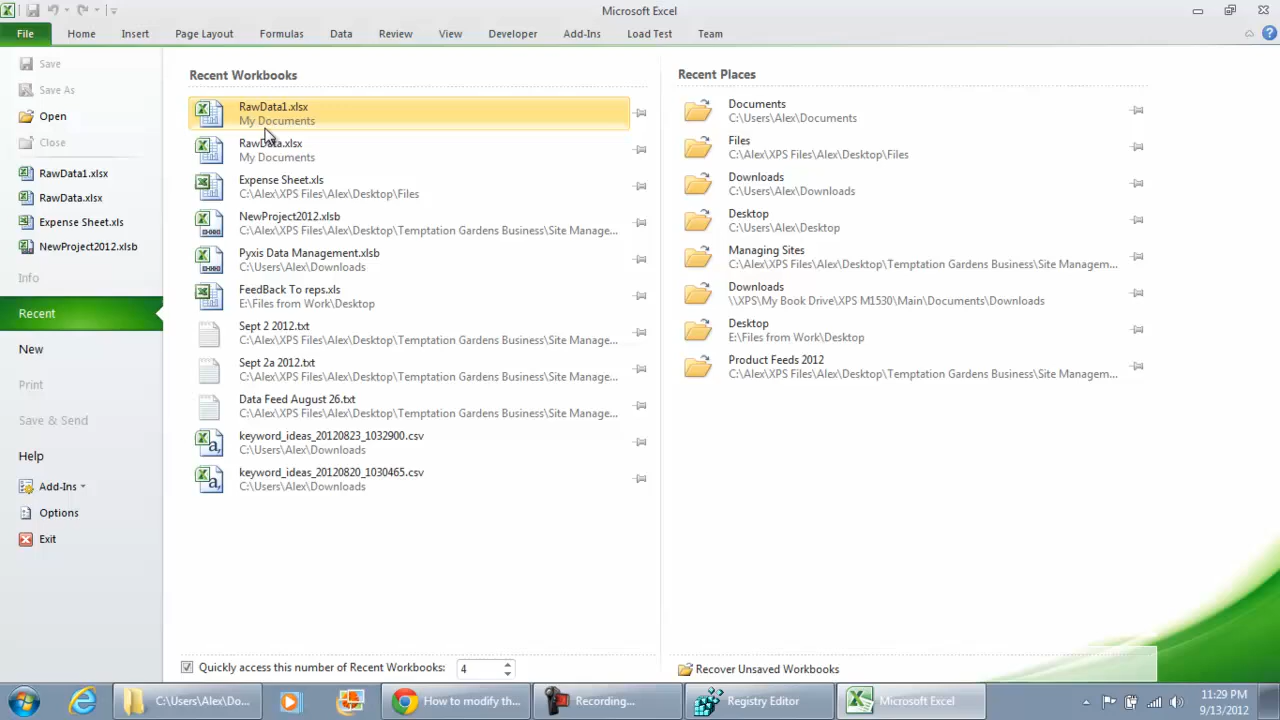 Microsoft Excel
File Home Insert Page Layout Formulas Data Review View Developer Add-Ins Load Test Team
Save
Save As
Open
Close
RawData1.xlsx
RawData.xlsx
Expense Sheet.xls
NewProject2012.xlsb
Info
Recent
New
Print
Save & Send
Help
Add-Ins
Options
Exit
Recent Workbooks
RawData1.xlsx
My Documents
RawData.xlsx
My Documents
Expense Sheet.xls
C:\Alex\XPS Files\Alex\Desktop\Files
NewProject2012.xlsb
C:\Alex\XPS Files\Alex\Desktop\Temptation Gardens Business\Site Manage...
Pyxis Data Management.xlsb
C:\Users\Alex\Downloads
FeedBack To reps.xls
E:\Files from Work\Desktop
Sept 2 2012.txt
C:\Alex\XPS Files\Alex\Desktop\Temptation Gardens Business\Site Manage...
Sept 2a 2012.txt
C:\Alex\XPS Files\Alex\Desktop\Temptation Gardens Business\Site Manage...
Data Feed August 26.txt
C:\Alex\XPS Files\Alex\Desktop\Temptation Gardens Business\Site Manage...
keyword_ideas_20120823_1032900.csv
C:\Users\Alex\Downloads
keyword_ideas_20120820_1030465.csv
C:\Users\Alex\Downloads
Quickly access this number of Recent Workbooks: 4
Recent Places
Documents
C:\Users\Alex\Documents
Files
C:\Alex\XPS Files\Alex\Desktop\Files
Downloads
C:\Users\Alex\Downloads
Desktop
C:\Users\Alex\Desktop
Managing Sites
C:\Alex\XPS Files\Alex\Desktop\Temptation Gardens Business\Site Managem...
Downloads
\\XPS\My Book Drive\XPS M1530\Main\Documents\Downloads
Desktop
E:\Files from Work\Desktop
Product Feeds 2012
C:\Alex\XPS Files\Alex\Desktop\Temptation Gardens Business\Site Managem...
Recover Unsaved Workbooks
C:\Users\Alex\Do... How to modify th... Recording... Registry Editor Microsoft Excel
11:29 PM
9/13/2012